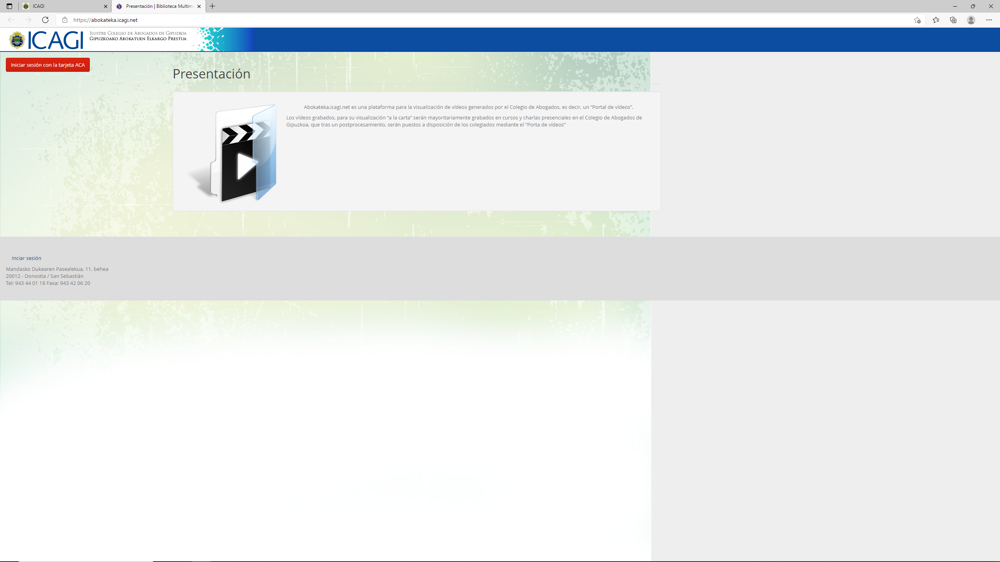 ICAGI
Presentación | Biblioteca Multim
https://abokateka.icagi.net
ICAGI
Ilustre Colegio de Abogados de Gipuzkoa
Gipuzkoako Abokatuen Elkargo Prestua
Iniciar sesión con la tarjeta ACA
Presentación
Abokateka.icagi.net es una plataforma para la visualización de vídeos generados por el Colegio de Abogados, es decir, un “Portal de vídeos”.
Los vídeos grabados, para su visualización “a la carta” serán mayoritariamente grabados en cursos y charlas presenciales en el Colegio de Abogados de
Gipuzkoa, que tras un postprocesamiento, serán puestos a disposición de los colegiados mediante el “Porta de vídeos”
Inciar sesión
Mandasko Dukearen Pasealekua, 11, behea
20012 - Donostia / San Sebastián
Tel: 943 44 01 18 Faxa: 943 42 06 20